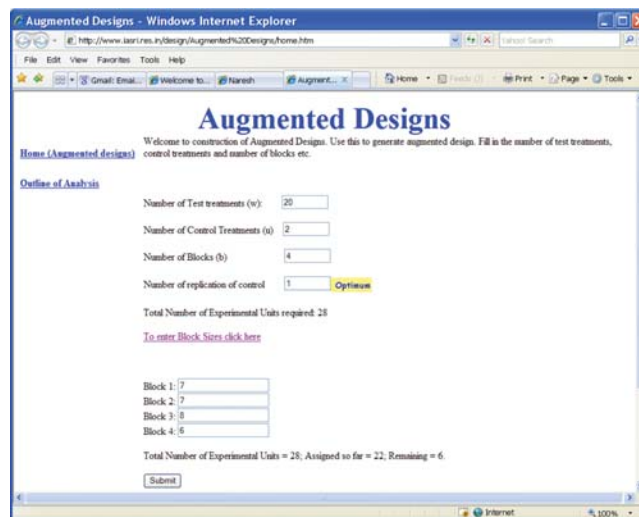 Augmented Designs - Windows Internet Explorer
http://www.iasri.res.in/design/Augmented%20Designs/home.htm
Yahoo! Search
File Edit View Favorites Tools Help
Gmail: Emai... Welcome to... Naresh Augment... Home Feeds (J) Print Page Tools
Augmented Designs
Home (Augmented designs)
Welcome to construction of Augmented Designs. Use this to generate augmented design. Fill in the number of test treatments,
control treatments and number of blocks etc.
Outline of Analysis
Number of Test treatments (w): 20
Number of Control Treatments (u) 2
Number of Blocks (b) 4
Number of replication of control 1 Optimum
Total Number of Experimental Units required: 28
To enter Block Sizes click here
Block 1: 7
Block 2: 7
Block 3: 8
Block 4: 6
Total Number of Experimental Units = 28; Assigned so far = 22; Remaining = 6.
Submit
Internet 100%